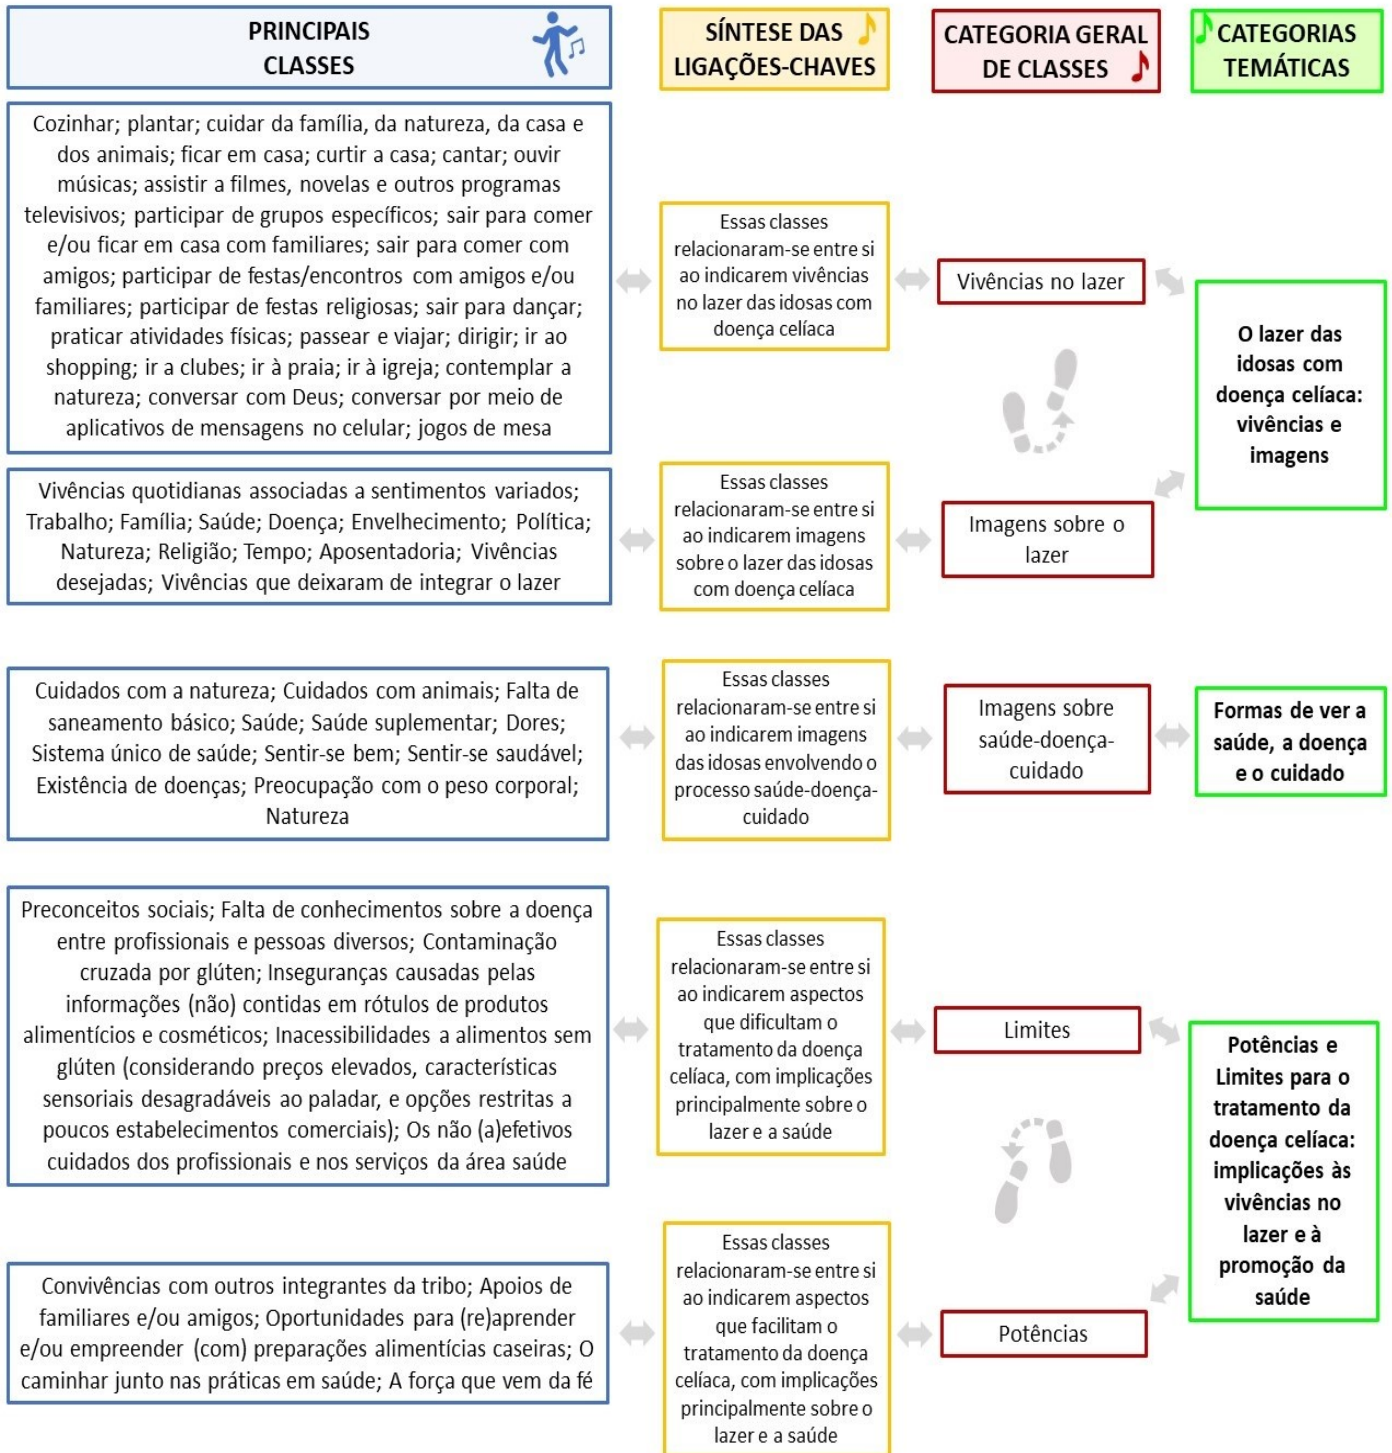 PRINCIPAIS
CLASSES
SÍNTESE DAS
LIGAÇÕES-CHAVES
CATEGORIA GERAL
DE CLASSES
CATEGORIAS
TEMÁTICAS
Cozinhar; plantar; cuidar da família, da natureza, da casa e
dos animais; ficar em casa; curtir a casa; cantar; ouvir
músicas; assistir a filmes, novelas e outros programas
televisivos; participar de grupos específicos; sair para comer
e/ou ficar em casa com familiares; sair para comer com
amigos; participar de festas/encontros com amigos e/ou
familiares; participar de festas religiosas; sair para dançar;
praticar atividades físicas; passear e viajar; dirigir; ir ao
shopping; ir a clubes; ir à praia; ir à igreja; contemplar a
natureza; conversar com Deus; conversar por meio de
aplicativos de mensagens no celular; jogos de mesa
Essas classes
relacionaram-se entre si
ao indicarem vivências
no lazer das idosas com
doença celíaca
Vivências no lazer
O lazer das
idosas com
doença celíaca:
vivências e
imagens
Vivências quotidianas associadas a sentimentos variados;
Trabalho; Família; Saúde; Doença; Envelhecimento; Política;
Natureza; Religião; Tempo; Aposentadoria; Vivências
desejadas; Vivências que deixaram de integrar o lazer
Essas classes
relacionaram-se entre si
ao indicarem imagens
sobre o lazer das idosas
com doença celíaca
Imagens sobre o
lazer
Cuidados com a natureza; Cuidados com animais; Falta de
saneamento básico; Saúde; Saúde suplementar; Dores;
Sistema único de saúde; Sentir-se bem; Sentir-se saudável;
Existência de doenças; Preocupação com o peso corporal;
Natureza
Essas classes
relacionaram-se entre si
ao indicarem imagens
das idosas envolvendo o
processo saúde-doença-
cuidado
Imagens sobre
saúde-doença-
cuidado
Formas de ver a
saúde, a doença
e o cuidado
Preconceitos sociais; Falta de conhecimentos sobre a doença
entre profissionais e pessoas diversos; Contaminação
cruzada por glúten; Inseguranças causadas pelas
informações (não) contidas em rótulos de produtos
alimentícios e cosméticos; Inacessibilidades a alimentos sem
glúten (considerando preços elevados, características
sensoriais desagradáveis ao paladar, e opções restritas a
poucos estabelecimentos comerciais); Os não (a)efetivos
cuidados dos profissionais e nos serviços da área saúde
Essas classes
relacionaram-se entre si
ao indicarem aspectos
que dificultam o
tratamento da doença
celíaca, com implicações
principalmente sobre o
lazer e a saúde
Limites
Potências e
Limites para o
tratamento da
doença celíaca:
implicações às
vivências no
lazer e à
promoção da
saúde
Convivências com outros integrantes da tribo; Apoios de
familiares e/ou amigos; Oportunidades para (re)aprender
e/ou empreender (com) preparações alimentícias caseiras; O
caminhar junto nas práticas em saúde; A força que vem da fé
Essas classes
relacionaram-se entre si
ao indicarem aspectos
que facilitam o
tratamento da doença
celíaca, com implicações
principalmente sobre o
lazer e a saúde
Potências